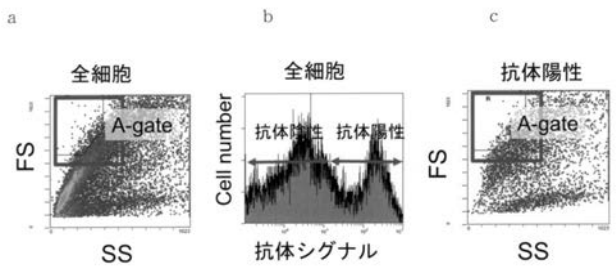 a
b
c
全細胞
全細胞
抗体陽性
A-gate
FS
SS
Cell number
抗体陰性
抗体陽性
抗体シグナル
A-gate
FS
SS